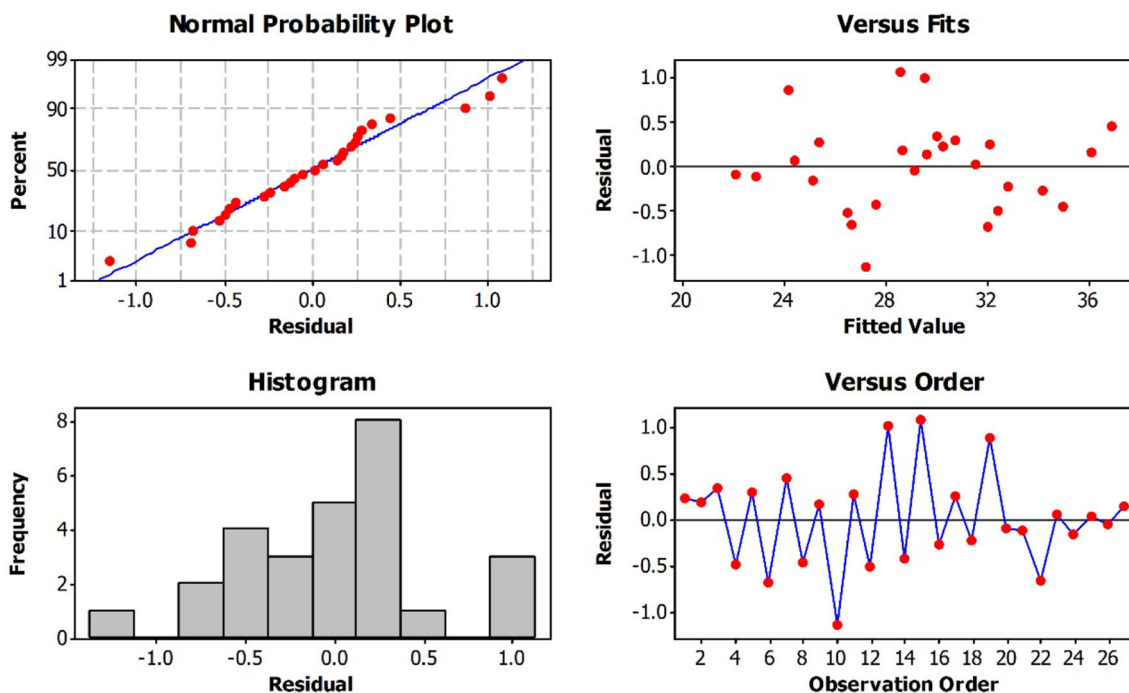 Normal Probability Plot
99
90
50
10
1
Percent
-1.0 -0.5 0.0 0.5 1.0
Residual
Versus Fits
1.0
0.5
0.0
-0.5
-1.0
Residual
20 24 28 32 36
Fitted Value
Histogram
8
6
4
2
0
Frequency
-1.0 -0.5 0.0 0.5 1.0
Residual
Versus Order
1.0
0.5
0.0
-0.5
-1.0
Residual
2 4 6 8 10 12 14 16 18 20 22 24 26
Observation Order